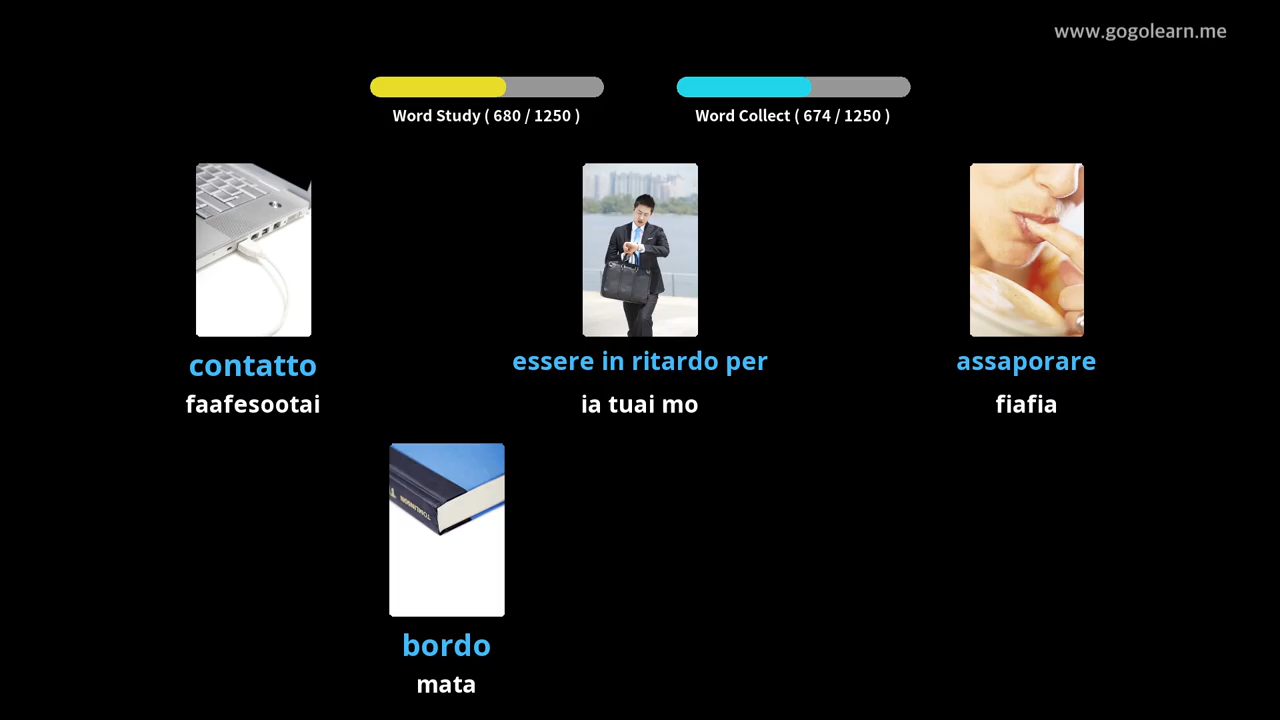 www.gogolearn.me
Word Study ( 680 / 1250 )
Word Collect ( 674 / 1250 )
contatto
faafesootai
essere in ritardo per
ia tuai mo
assaporare
fiafia
TOMLINSON
bordo
mata